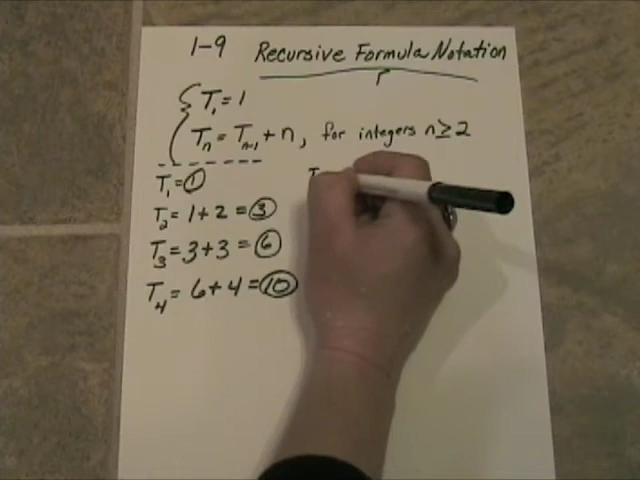 1-9 Recursive Formula Notation
T₁ = 1
Tₙ = Tₙ₋₁ + n, for integers n ≥ 2
T₁ = 1
T₂ = 1 + 2 = 3
T₃ = 3 + 3 = 6
T₄ = 6 + 4 = 10
T